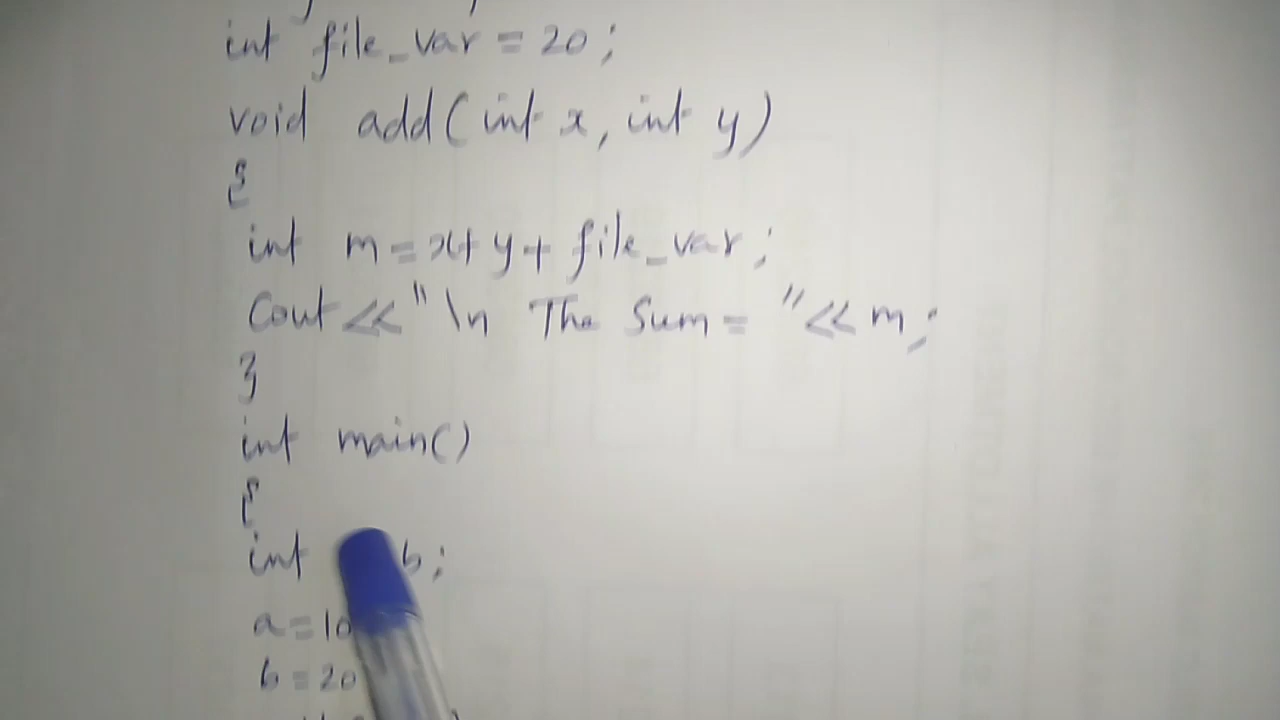 int file_var = 20;
void add(int x, int y)
{
int m = x+y+ file_var;
Cout<<"\n The Sum = "<<m;
}
int main()
{
int b;
a=10
b=20